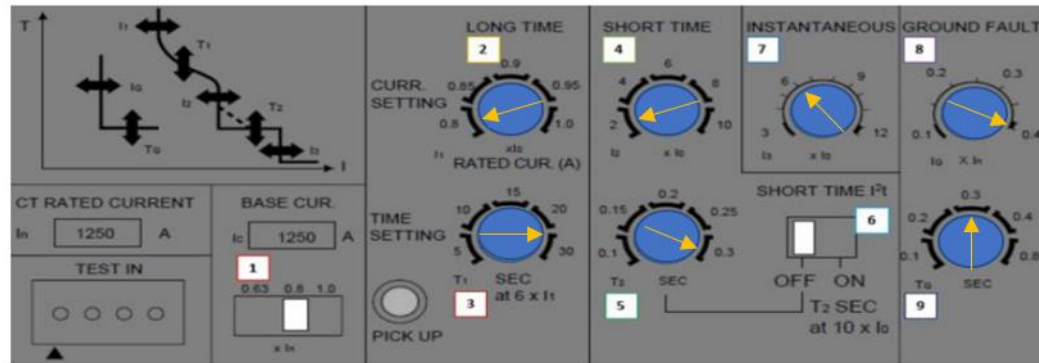 T
I₁
T₁
I₂
I_G
T₂
T_G
I₃
I
CT RATED CURRENT
In 1250 A
BASE CUR.
Ic 1250 A
1
0.63 0.8 1.0
x In
TEST IN
LONG TIME
2
CURR.
SETTING
0.8 0.85 0.9 0.95 1.0
I₁ xI₀
RATED CUR. (A)
TIME
SETTING
5 10 15 20 30
T₁ SEC
at 6 x I₁
3
PICK UP
SHORT TIME
4
2 4 6 8 10
I₂ x I₀
0.1 0.15 0.2 0.25 0.3
T₂ SEC
5
INSTANTANEOUS
7
3 6 9 12
I₃ x I₀
SHORT TIME I²t
6
OFF ON
T₂ SEC
at 10 x I₀
GROUND FAULT
8
0.1 0.2 0.3 0.4
I_G X In
0.1 0.2 0.3 0.4 0.8
T_G SEC
9